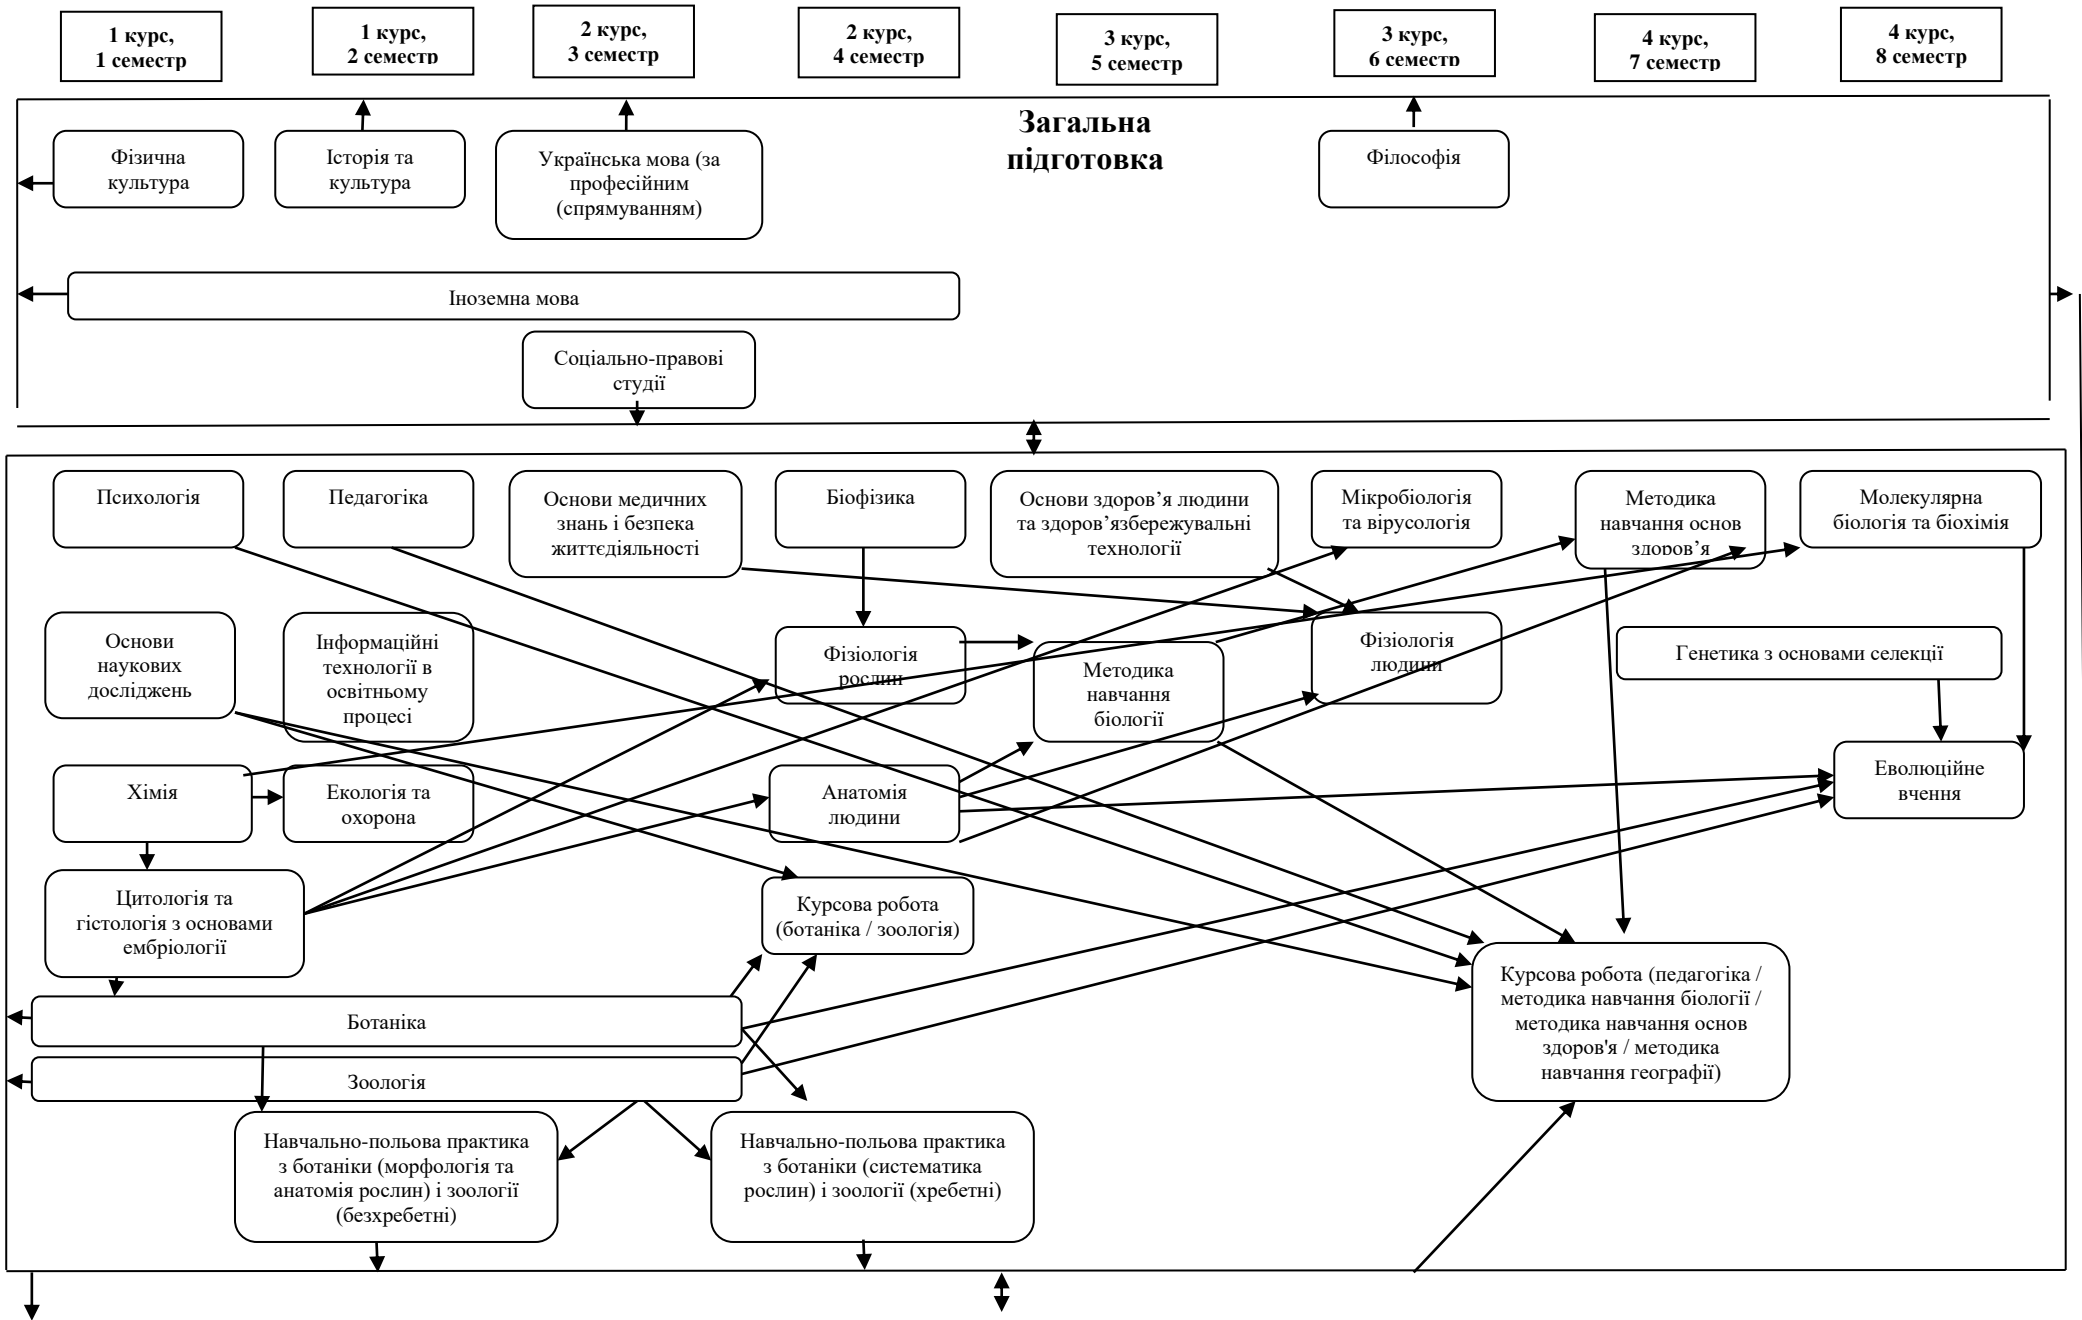 1 курс,
1 семестр
1 курс,
2 семестр
2 курс,
3 семестр
2 курс,
4 семестр
3 курс,
5 семестр
3 курс,
6 семестр
4 курс,
7 семестр
4 курс,
8 семестр
Загальна
підготовка
Фізична
культура
Історія та
культура
Українська мова (за
професійним
(спрямуванням)
Філософія
Іноземна мова
Соціально-правові
студії
Психологія
Педагогіка
Основи медичних
знань і безпека
життєдіяльності
Біофізика
Основи здоров’я людини
та здоров’язбережувальні
технології
Мікробіологія
та вірусологія
Методика
навчання основ
здоров’я
Молекулярна
біологія та біохімія
Основи
наукових
досліджень
Інформаційні
технології в
освітньому
процесі
Фізіологія
рослин
Методика
навчання
біології
Фізіологія
людини
Генетика з основами селекції
Хімія
Екологія та
охорона
Анатомія
людини
Еволюційне
вчення
Цитологія та
гістологія з основами
ембріології
Курсова робота
(ботаніка / зоологія)
Курсова робота (педагогіка /
методика навчання біології /
методика навчання основ
здоров'я / методика
навчання географії)
Ботаніка
Зоологія
Навчально-польова практика
з ботаніки (морфологія та
анатомія рослин) і зоології
(безхребетні)
Навчально-польова практика
з ботаніки (систематика
рослин) і зоології (хребетні)